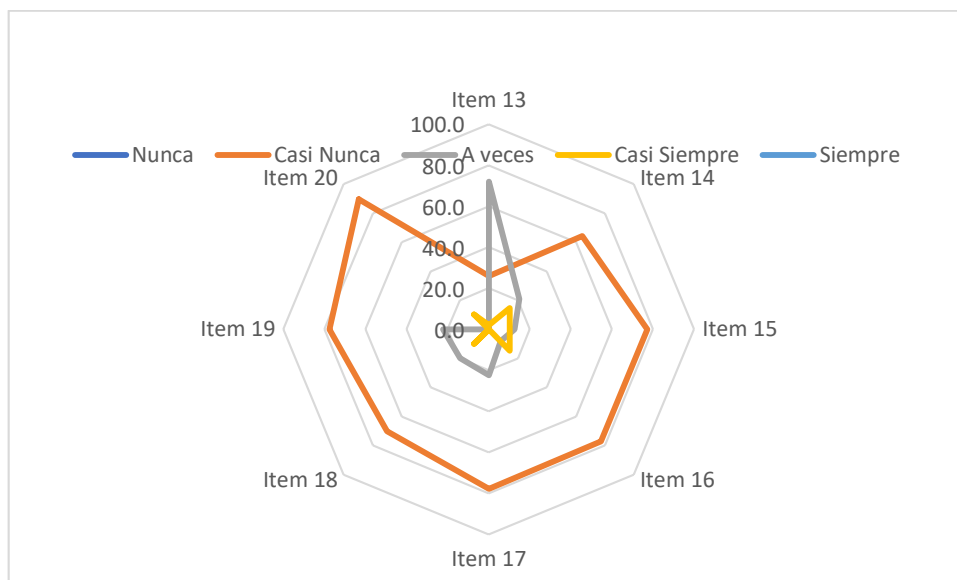 Item 13
100.0
Nunca Casi Nunca A veces Casi Siempre Siempre
80.0
Item 20 Item 14
60.0
40.0
20.0
Item 19 0.0 Item 15
Item 18 Item 16
Item 17